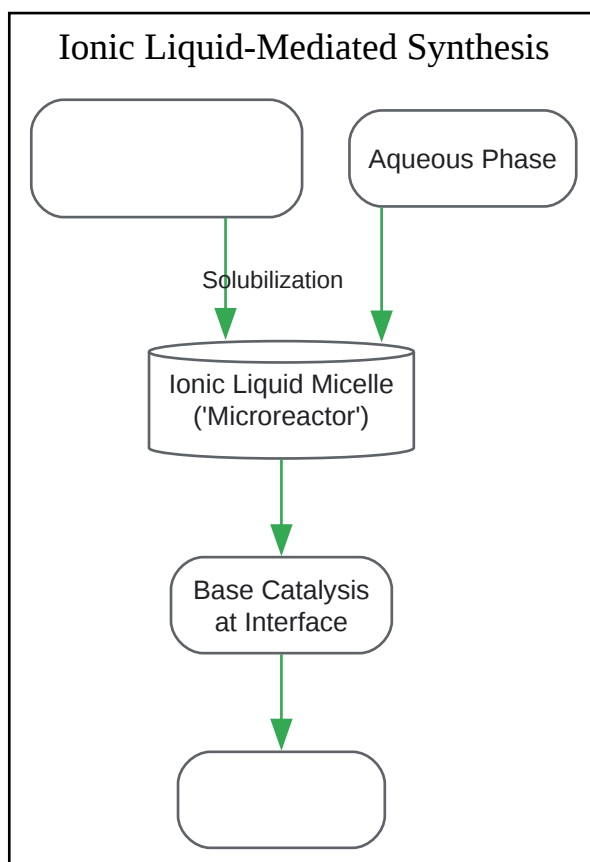 Ionic Liquid-Mediated Synthesis
Aqueous Phase
Solubilization
Ionic Liquid Micelle
('Microreactor')
Base Catalysis
at Interface